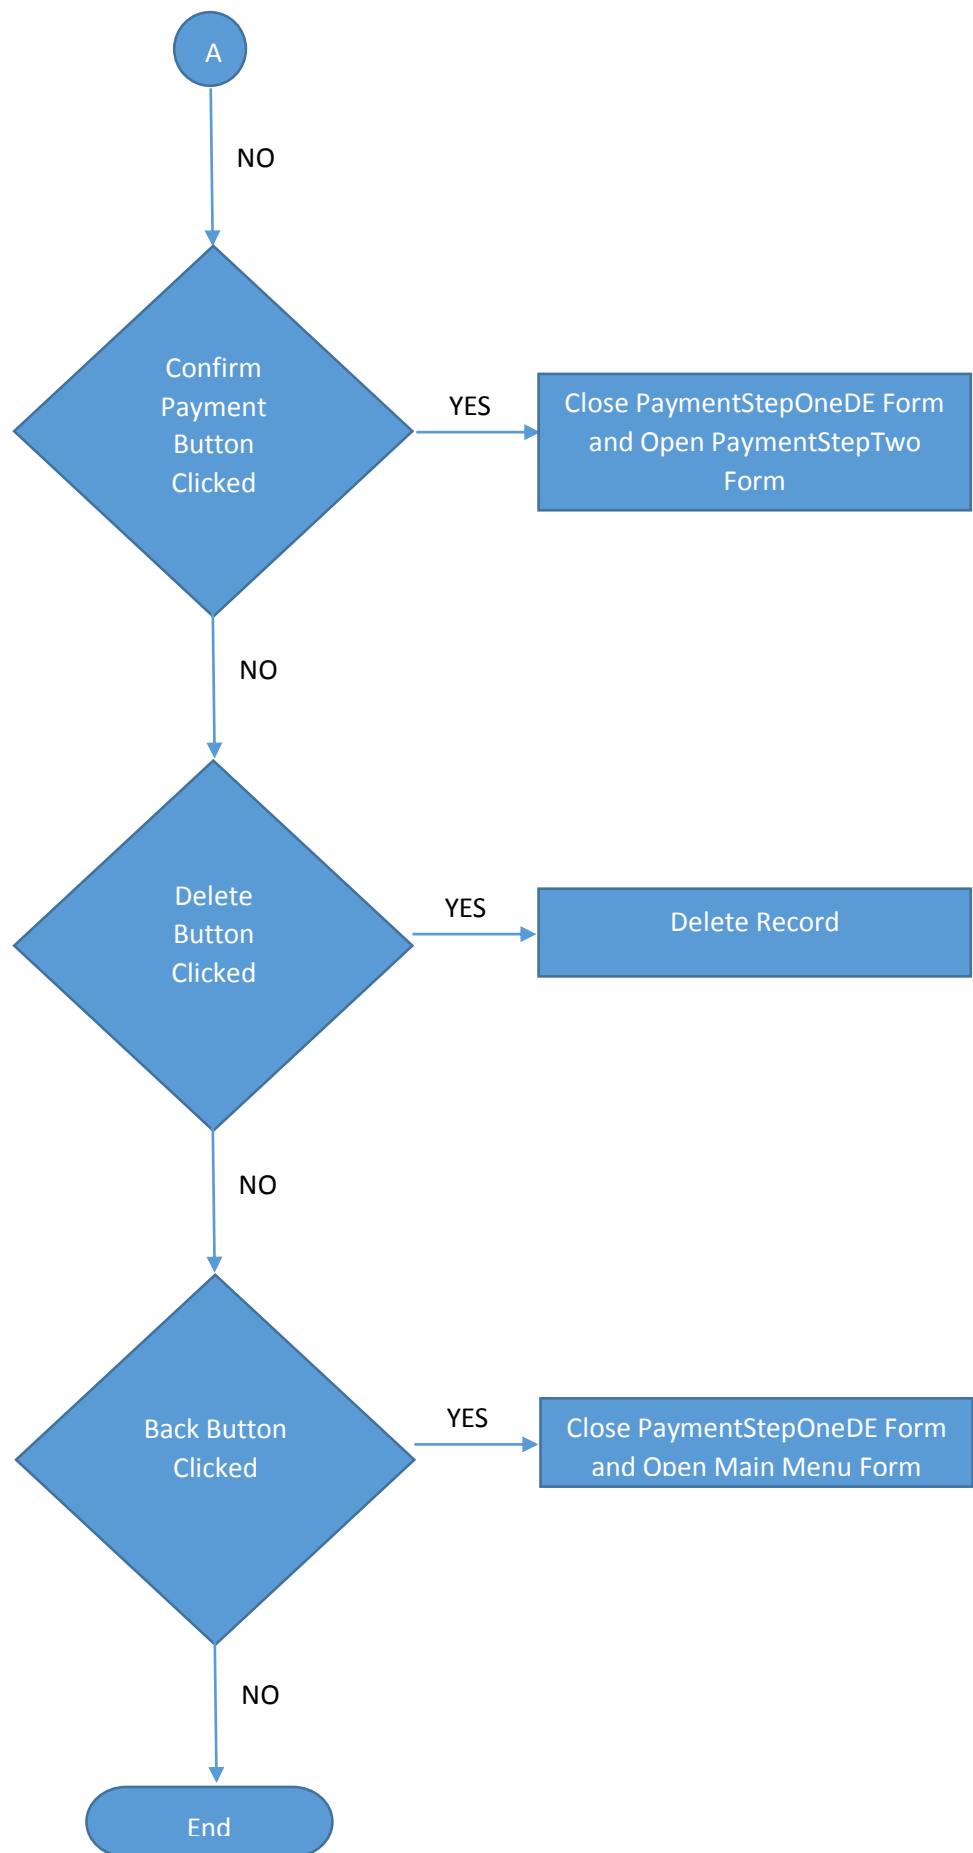 A
NO
Confirm
Payment
Button
Clicked
YES
Close PaymentStepOneDE Form
and Open PaymentStepTwo
Form
NO
Delete
Button
Clicked
YES
Delete Record
NO
Back Button
Clicked
YES
Close PaymentStepOneDE Form
and Open Main Menu Form
NO
End